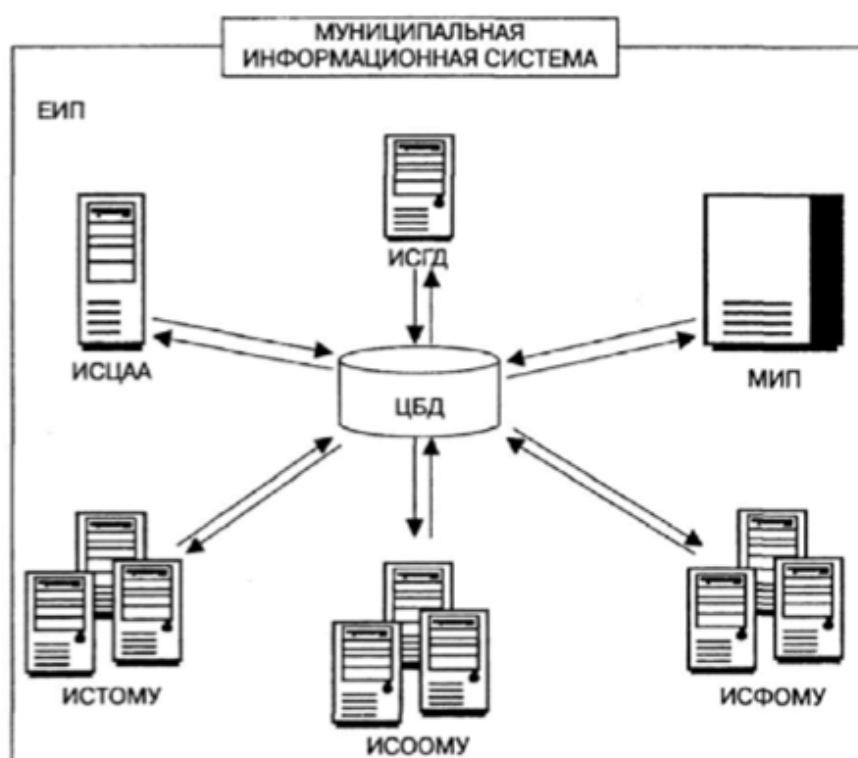 МУНИЦИПАЛЬНАЯ
ИНФОРМАЦИОННАЯ СИСТЕМА
ЕИП
ИСГД
ИСЦАА
МИП
ЦБД
ИСТОМУ
ИСФОМУ
ИСООМУ